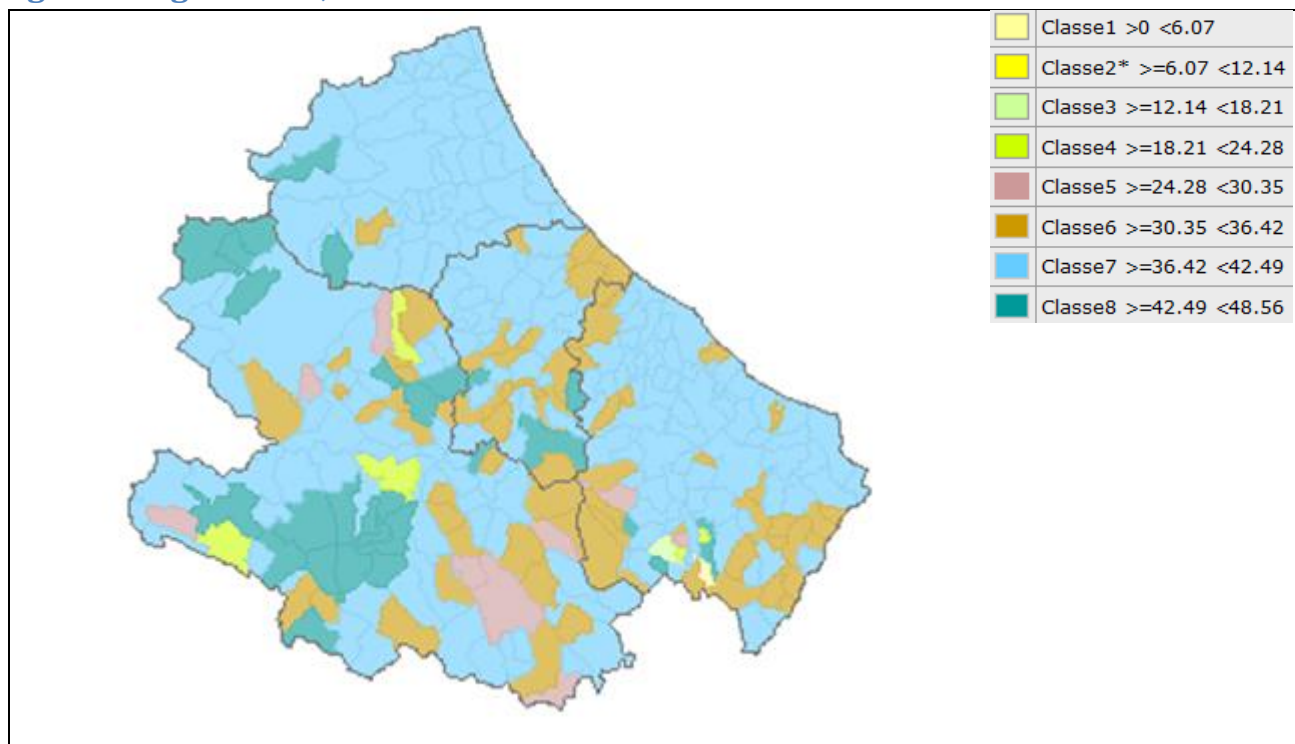 Classe1 >0 <6.07
Classe2* >=6.07 <12.14
Classe3 >=12.14 <18.21
Classe4 >=18.21 <24.28
Classe5 >=24.28 <30.35
Classe6 >=30.35 <36.42
Classe7 >=36.42 <42.49
Classe8 >=42.49 <48.56